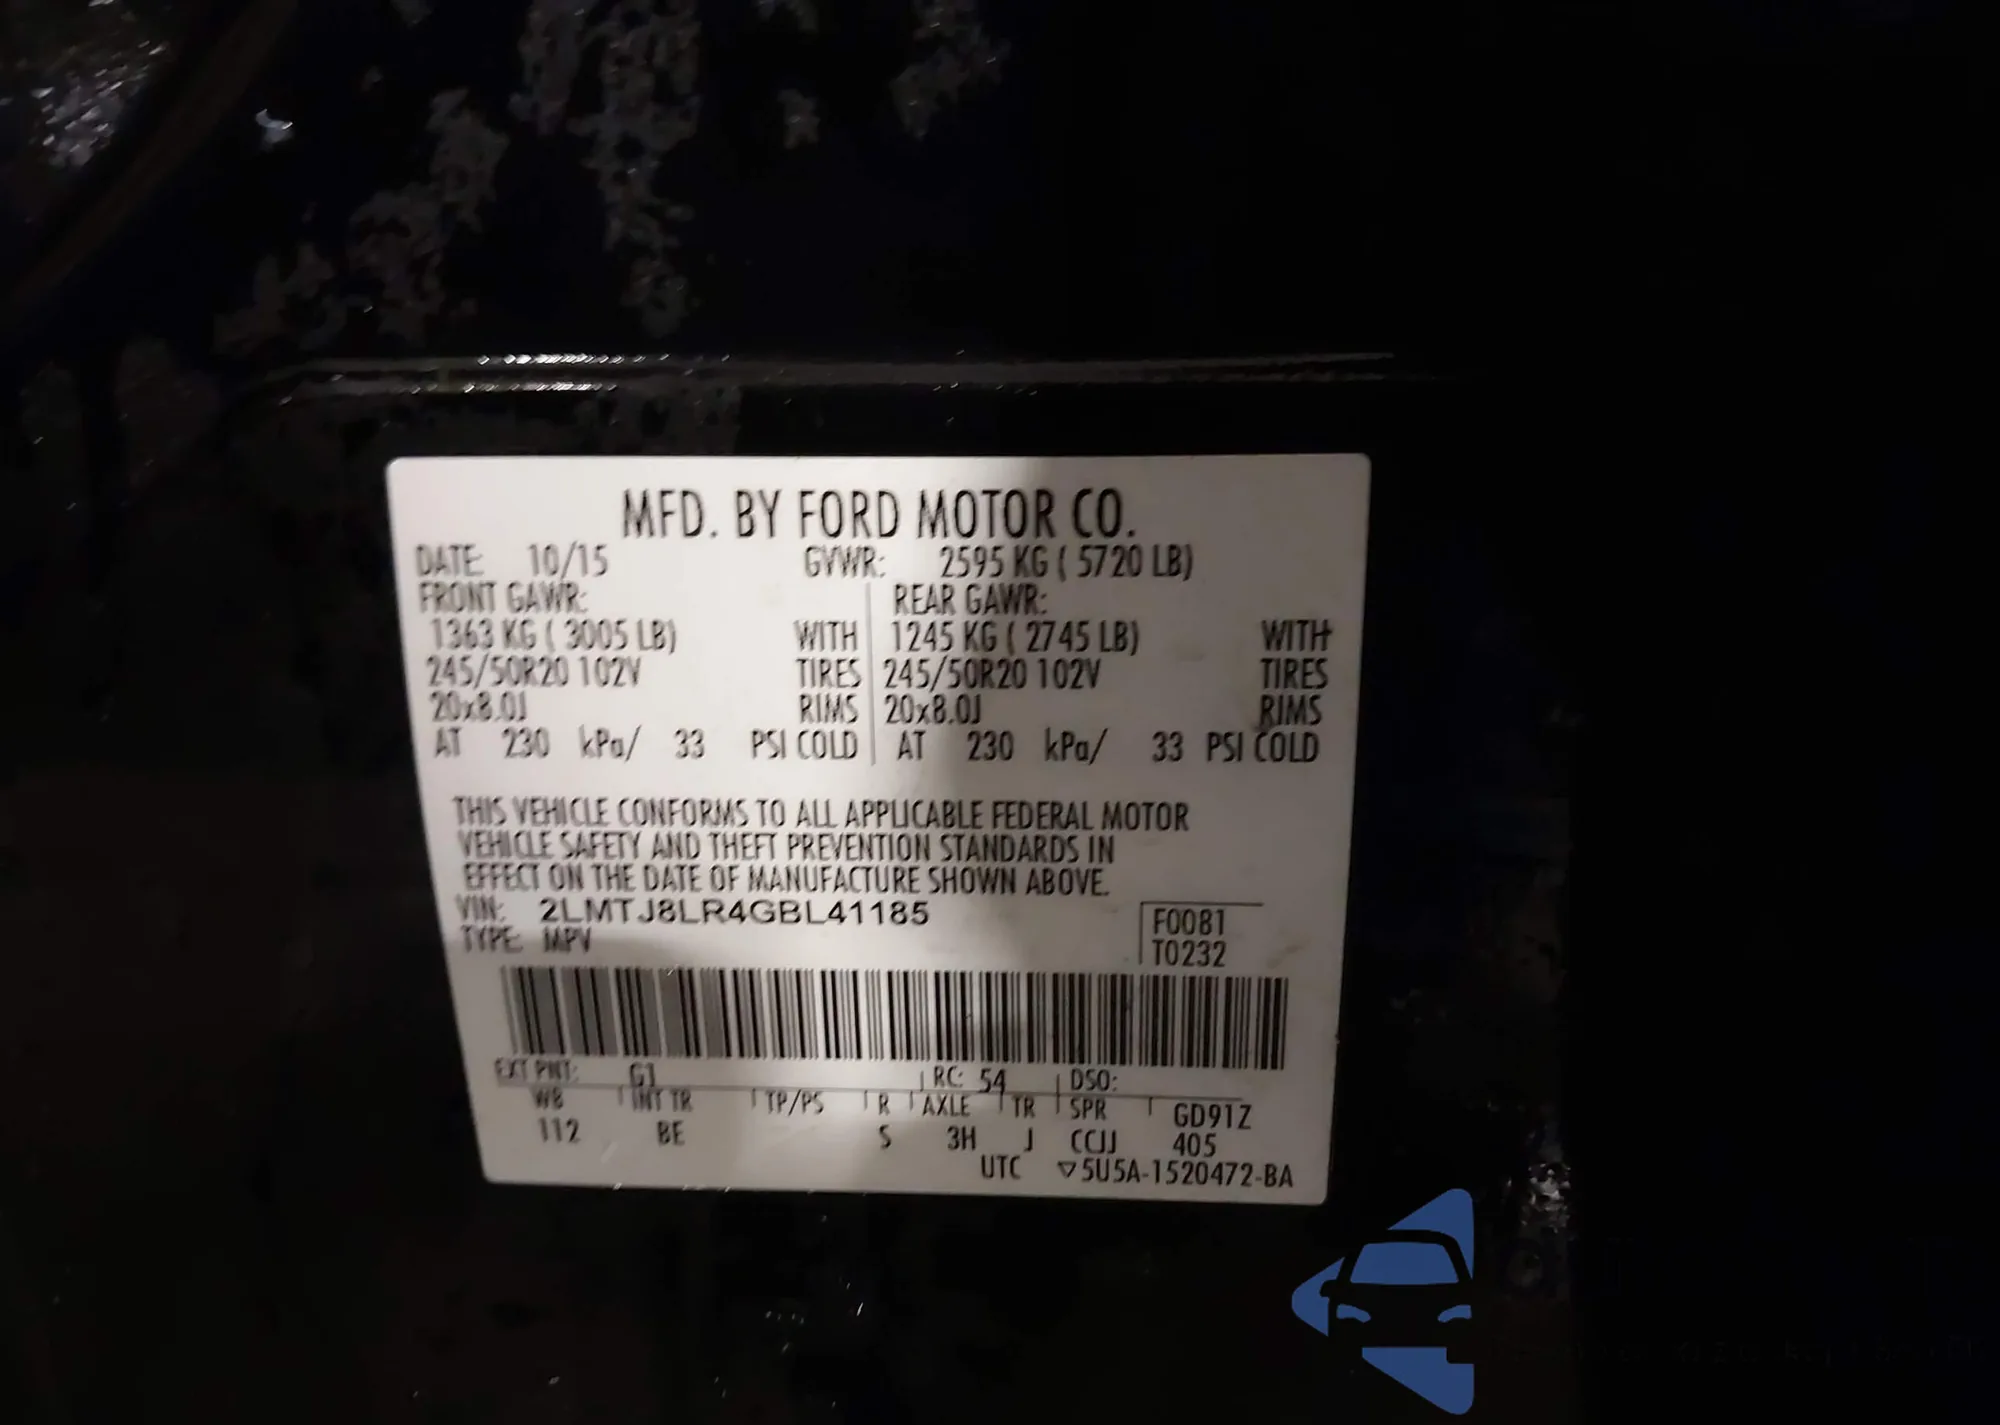 MFD. BY FORD MOTOR CO.
DATE: 10/15 GVWR: 2595 KG ( 5720 LB)
FRONT GAWR: REAR GAWR:
1363 KG ( 3005 LB) WITH 1245 KG ( 2745 LB) WITH
245/50R20 102V TIRES 245/50R20 102V TIRES
20x8.0J RIMS 20x8.0J RIMS
AT 230 kPa/ 33 PSI COLD AT 230 kPa/ 33 PSI COLD
THIS VEHICLE CONFORMS TO ALL APPLICABLE FEDERAL MOTOR
VEHICLE SAFETY AND THEFT PREVENTION STANDARDS IN
EFFECT ON THE DATE OF MANUFACTURE SHOWN ABOVE.
VIN: 2LMTJ8LR4GBL41185 F0081
TYPE: MPV T0232
EXT PNT: G1 RC: 54 DSO:
WB INT TR TP/PS R AXLE TR SPR GD91Z
112 BE S 3H J CCJJ 405
UTC ▽5U5A-1520472-BA